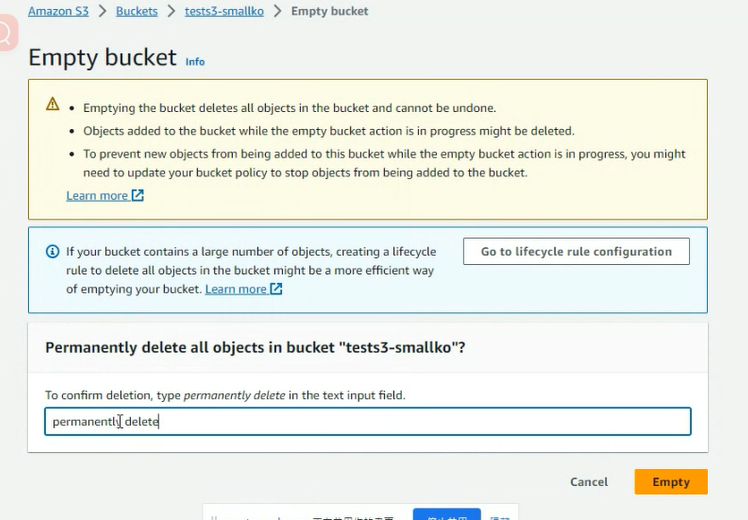 Amazon S3 > Buckets > tests3-smallko > Empty bucket
Empty bucket Info
• Emptying the bucket deletes all objects in the bucket and cannot be undone.
• Objects added to the bucket while the empty bucket action is in progress might be deleted.
• To prevent new objects from being added to this bucket while the empty bucket action is in progress, you might
need to update your bucket policy to stop objects from being added to the bucket.
Learn more
If your bucket contains a large number of objects, creating a lifecycle
rule to delete all objects in the bucket might be a more efficient way
of emptying your bucket. Learn more
Go to lifecycle rule configuration
Permanently delete all objects in bucket "tests3-smallko"?
To confirm deletion, type permanently delete in the text input field.
permanently delete
Cancel
Empty